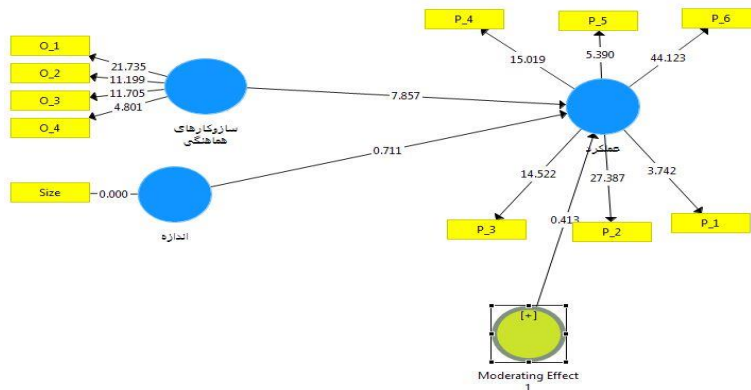 P_4
P_5
P_6
O_1
O_2
O_3
O_4
21.735
11.199
11.705
4.801
15.019
5.390
44.123
سازوکارهای
هماهنگی
7.857
عملکرد
0.711
Size
0.000
اندازه
14.522
27.387
3.742
0.413
P_3
P_2
P_1
[+]
Moderating Effect
1